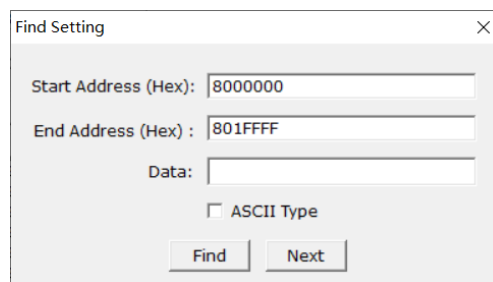 Find Setting
Start Address (Hex): 8000000
End Address (Hex) : 801FFFF
Data:
ASCII Type
Find Next